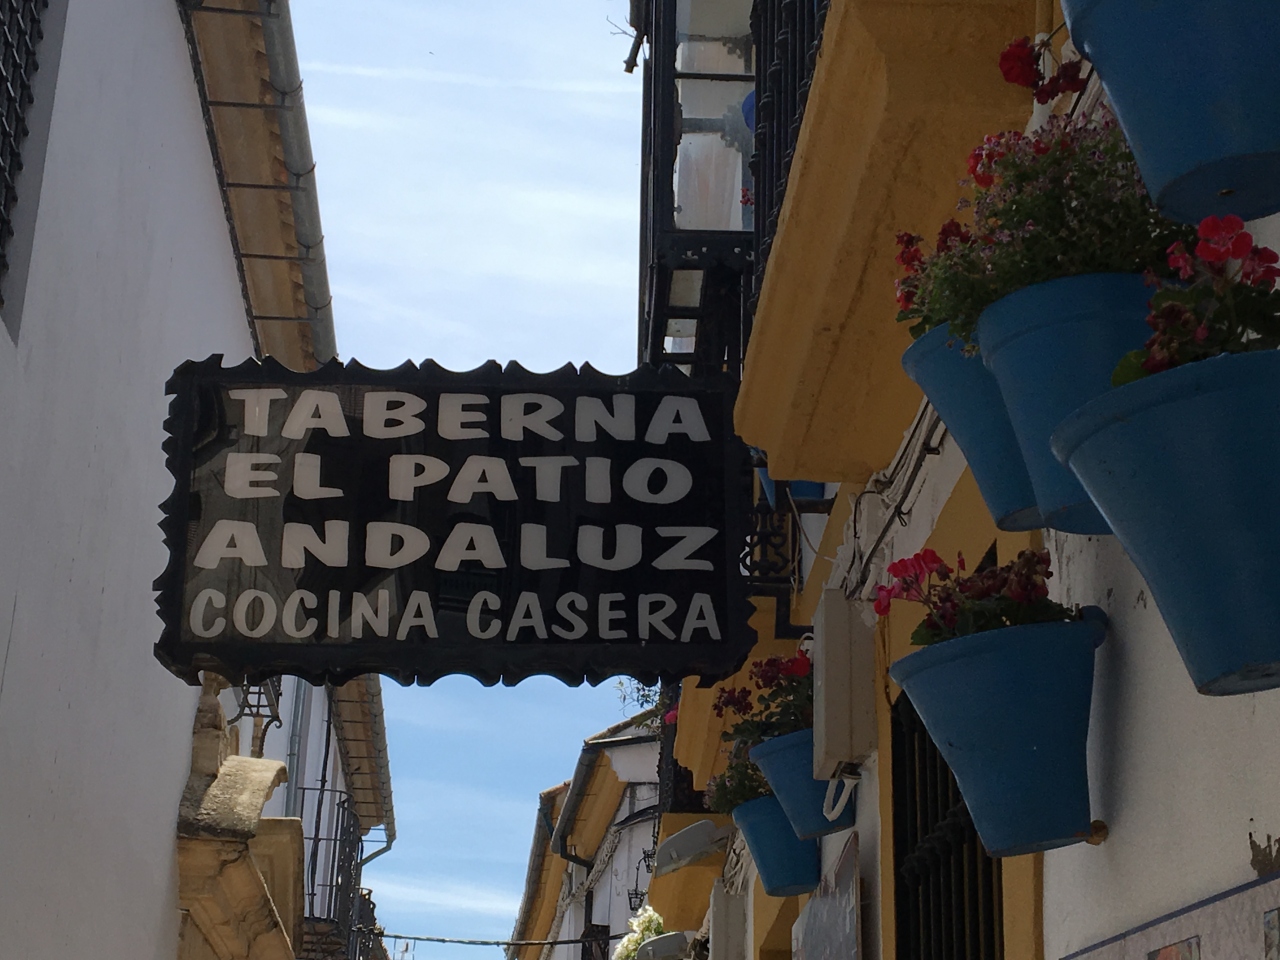 TABERNA
EL PATIO
ANDALUZ
COCINA CASERA